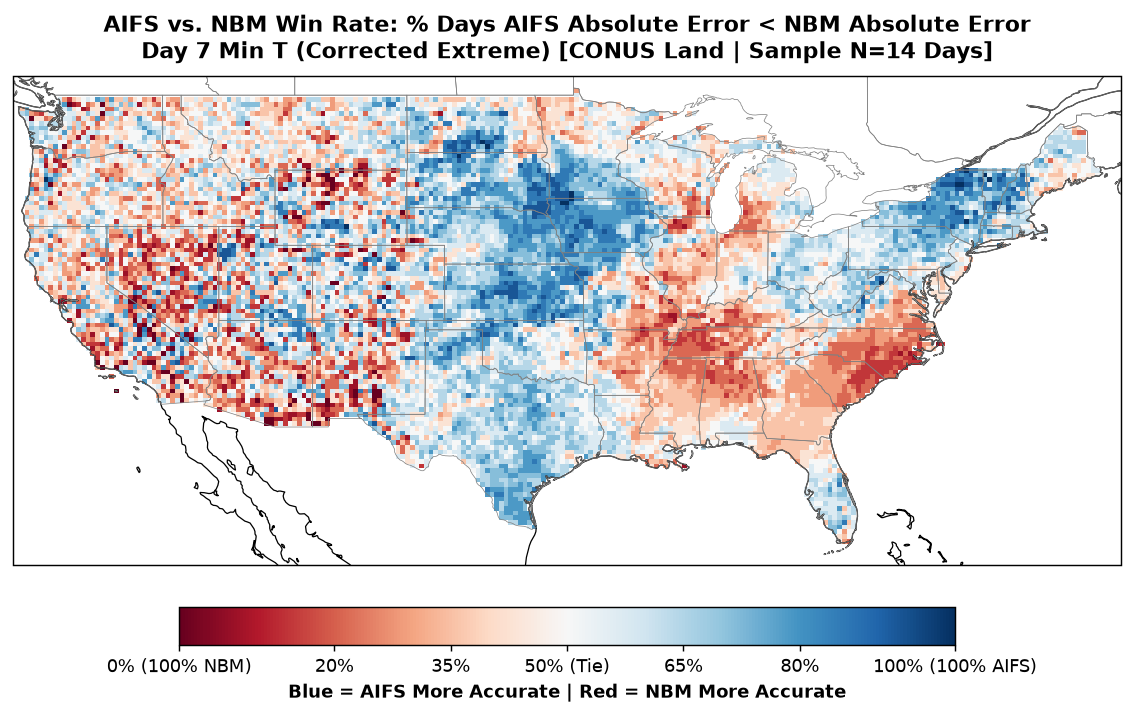 AIFS vs. NBM Win Rate: % Days AIFS Absolute Error < NBM Absolute Error
Day 7 Min T (Corrected Extreme) [CONUS Land | Sample N=14 Days]
0% (100% NBM) 20% 35% 50% (Tie) 65% 80% 100% (100% AIFS)
Blue = AIFS More Accurate | Red = NBM More Accurate